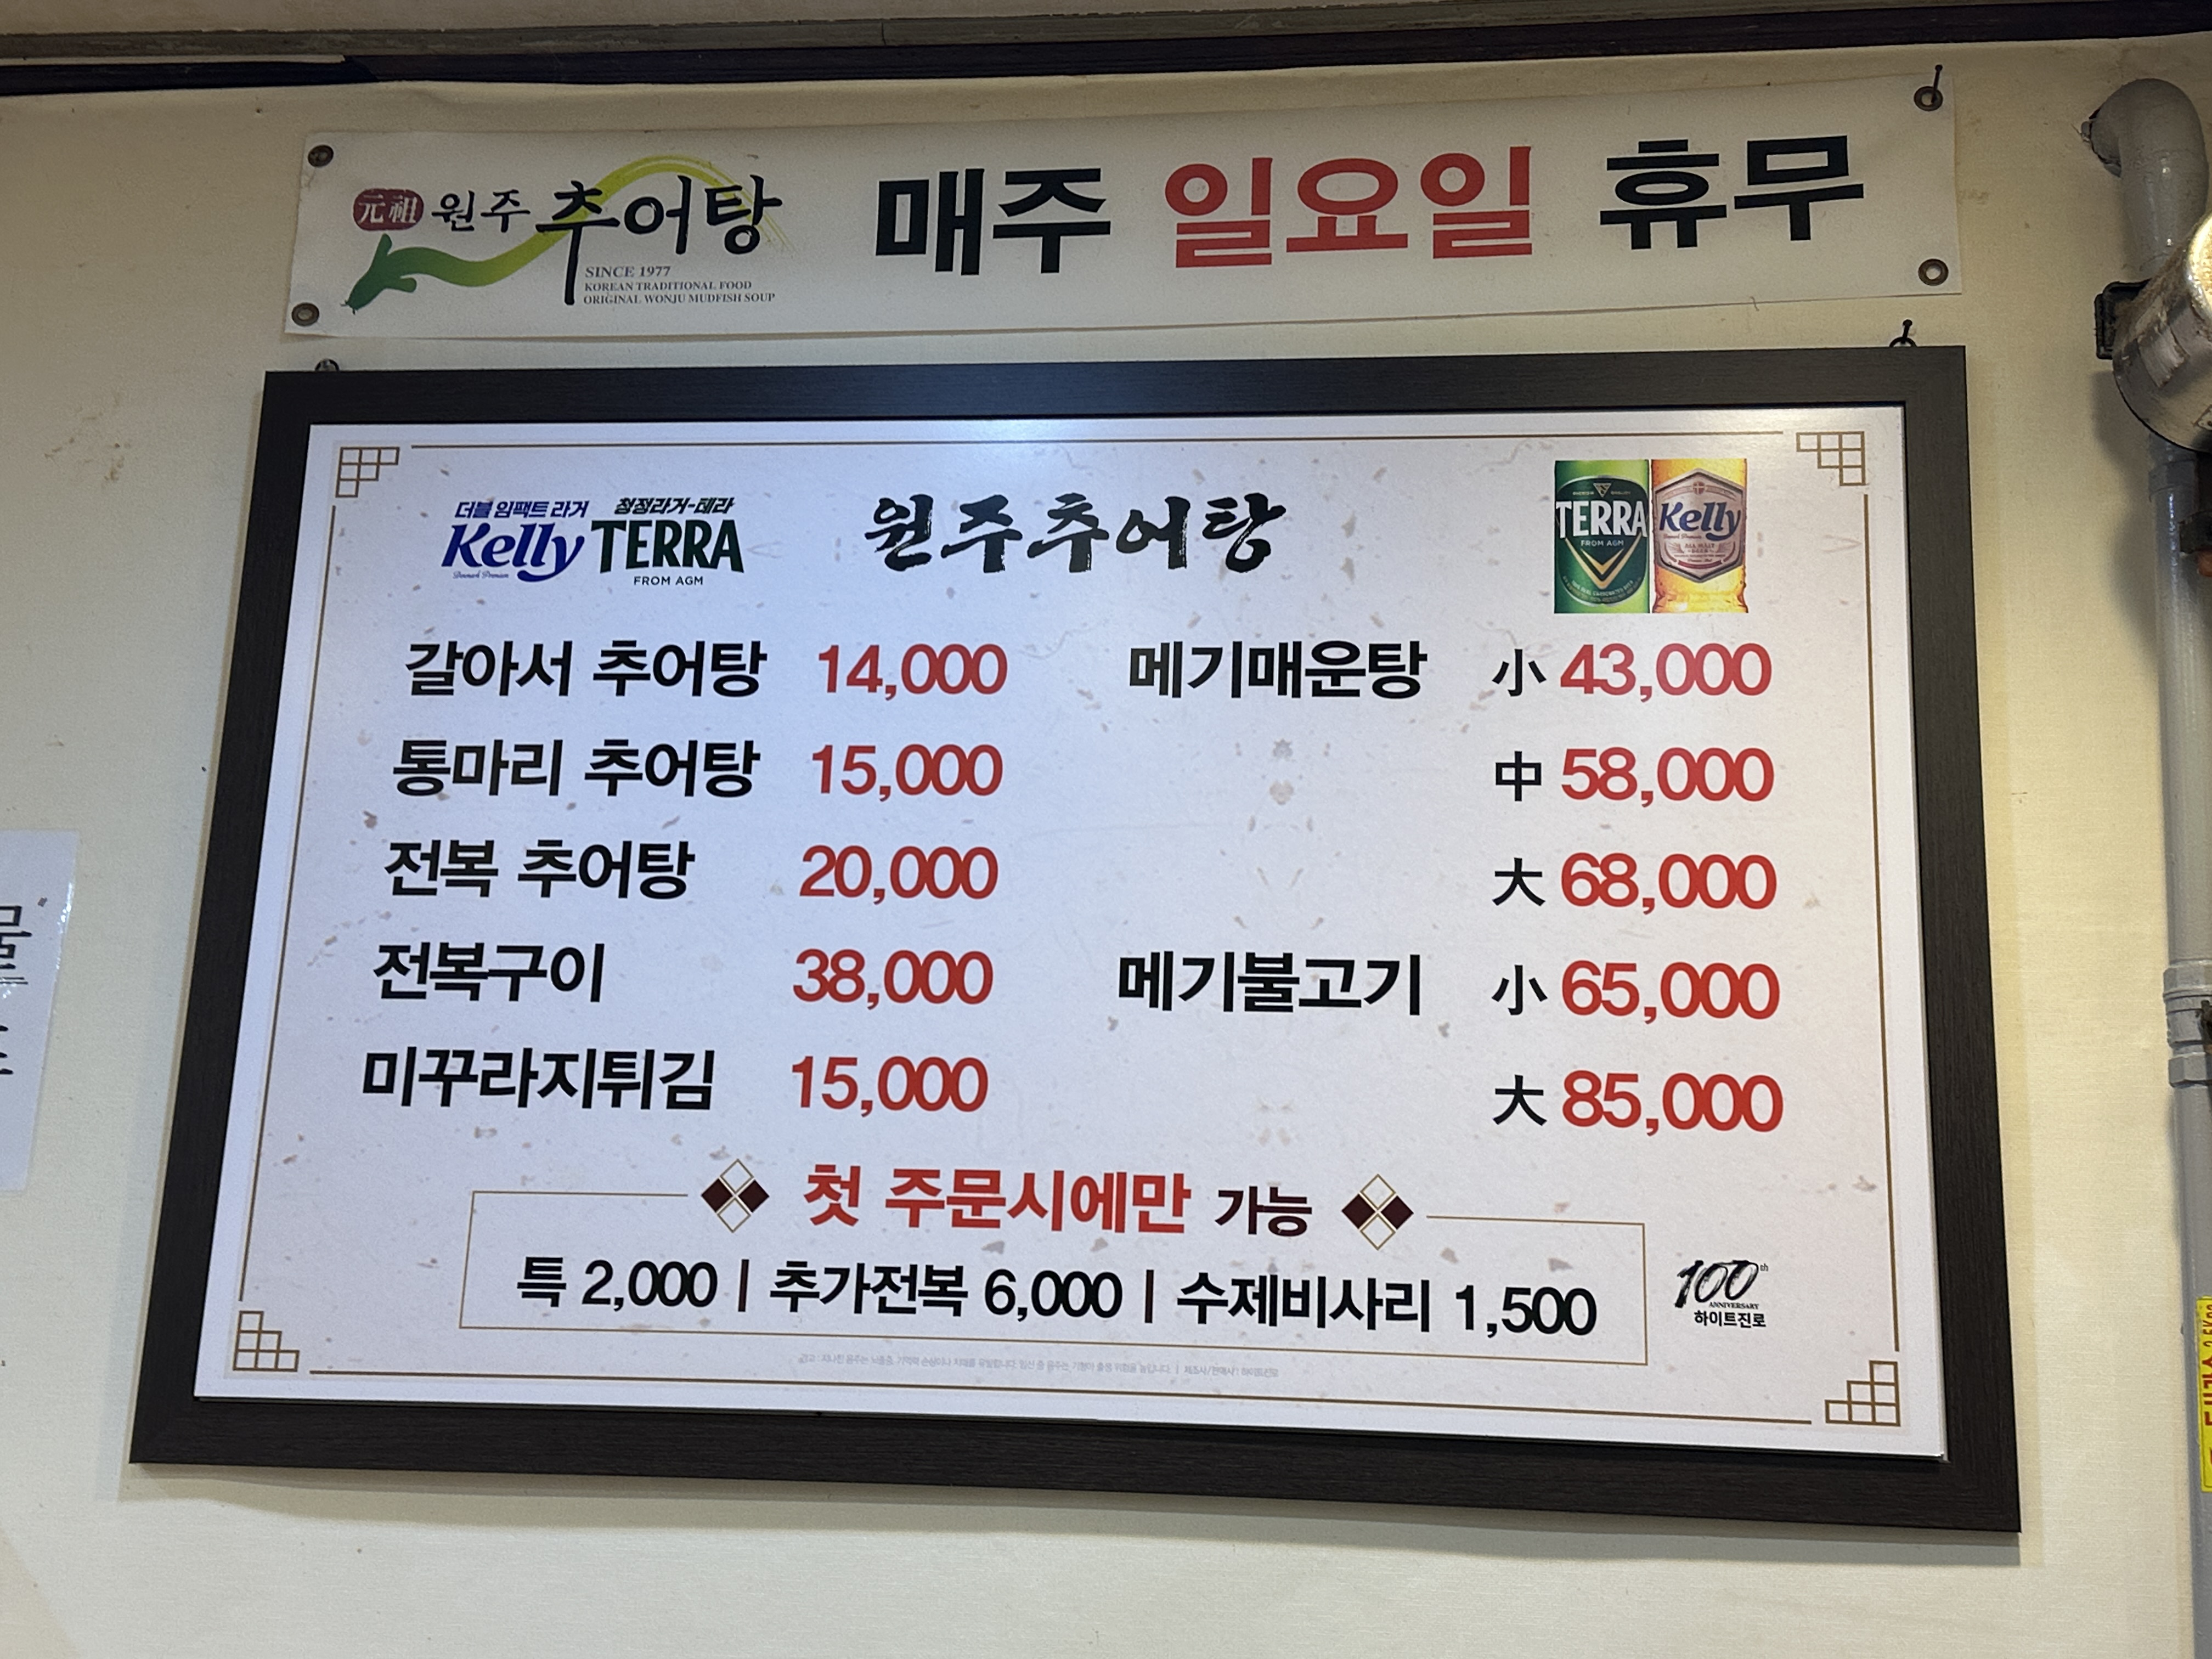 元祖 원주 추어탕 매주 일요일 휴무
SINCE 1977
KOREAN TRADITIONAL FOOD
ORIGINAL WONJU MUDFISH SOUP
더블 임팩트 라거 청정라거-테라
Kelly TERRA
FROM AGM
원주추어탕
TERRA Kelly
FROM AGM
갈아서 추어탕 14,000 메기매운탕 小 43,000
통마리 추어탕 15,000 中 58,000
전복 추어탕 20,000 大 68,000
전복구이 38,000 메기불고기 小 65,000
미꾸라지튀김 15,000 大 85,000
첫 주문시에만 가능
특 2,000 | 추가전복 6,000 | 수제비사리 1,500
100th
ANNIVERSARY
하이트진로